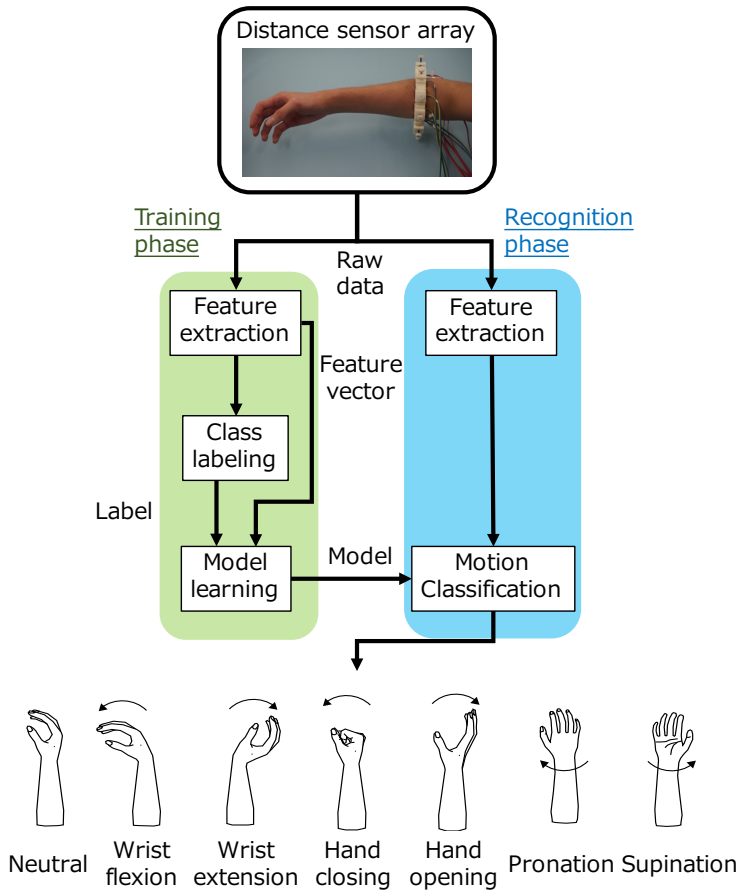 Distance sensor array
Training
phase
Recognition
phase
Raw
data
Feature
extraction
Feature
extraction
Feature
vector
Class
labeling
Label
Model
learning
Model
Motion
Classification
Neutral
Wrist
flexion
Wrist
extension
Hand
closing
Hand
opening
Pronation
Supination